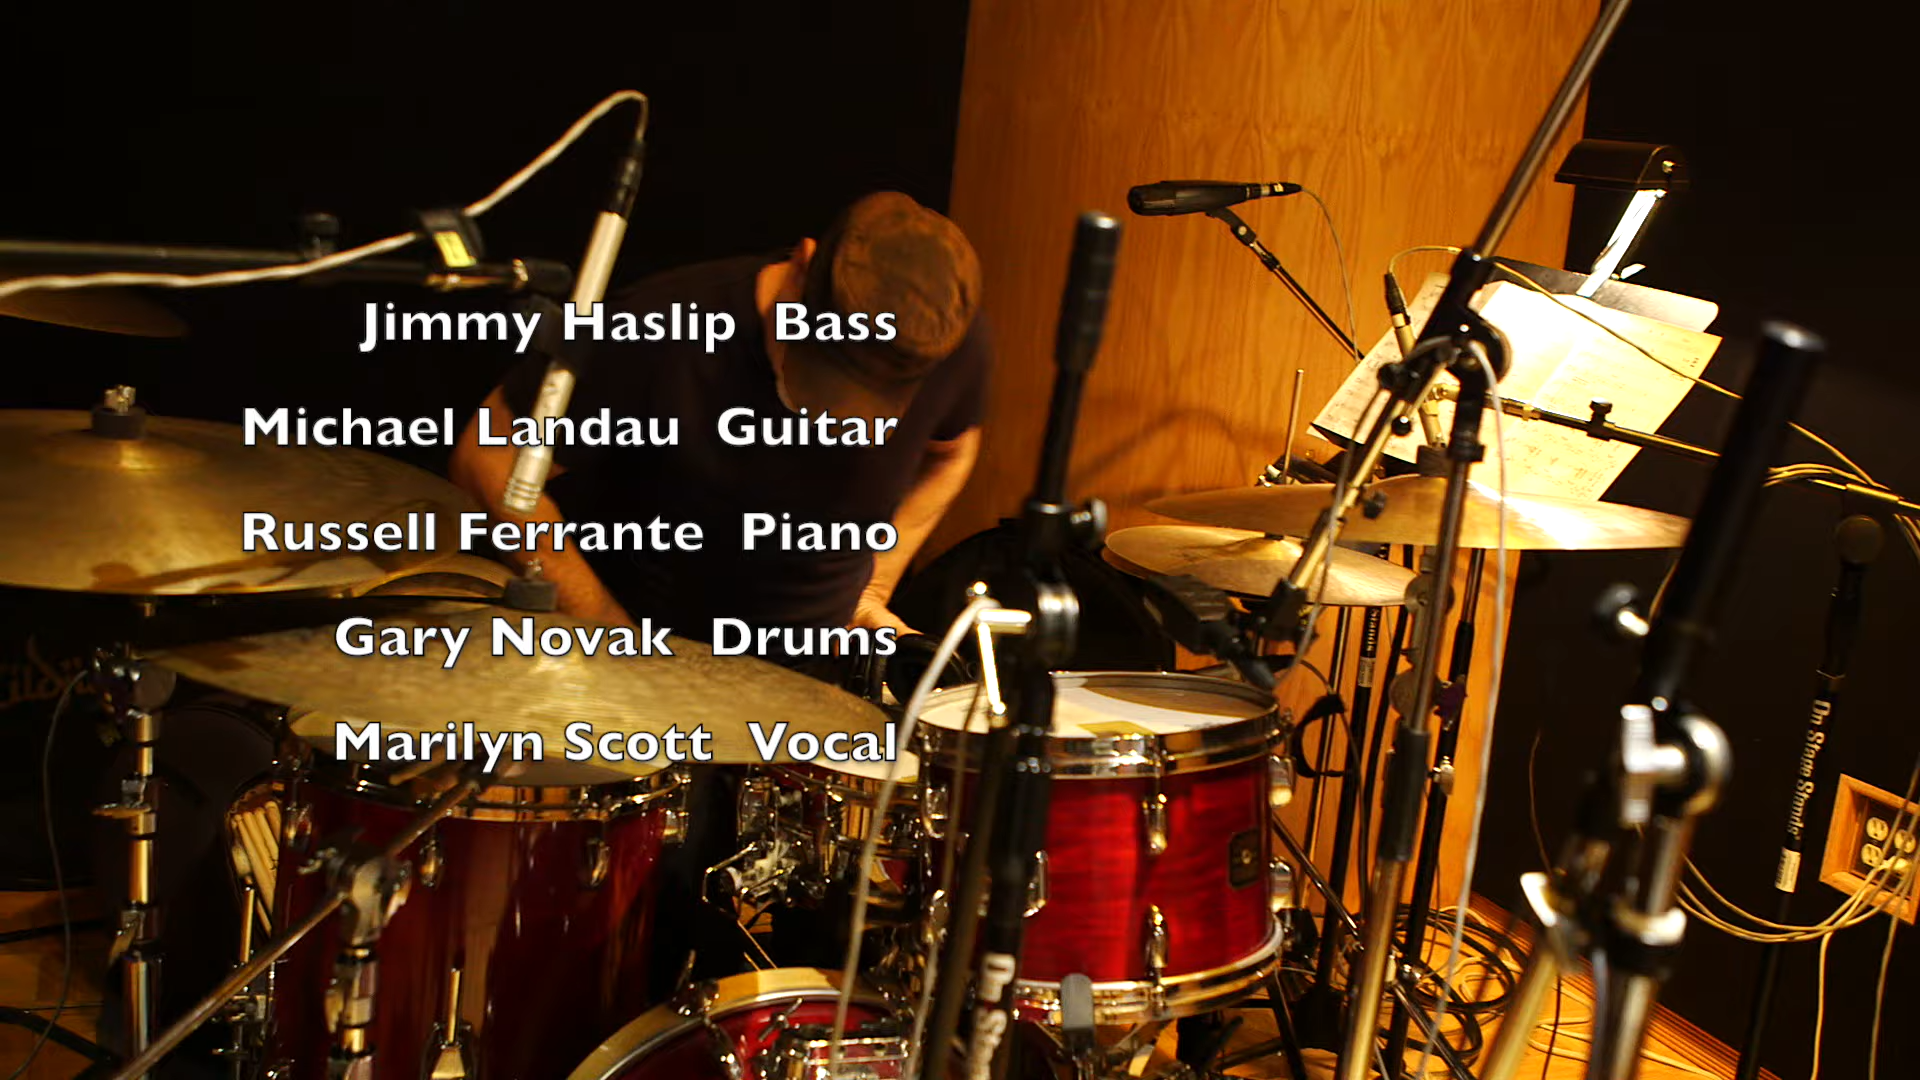 Jimmy Haslip Bass
Michael Landau Guitar
Russell Ferrante Piano
Gary Novak Drums
Marilyn Scott Vocal
On Stage Stands